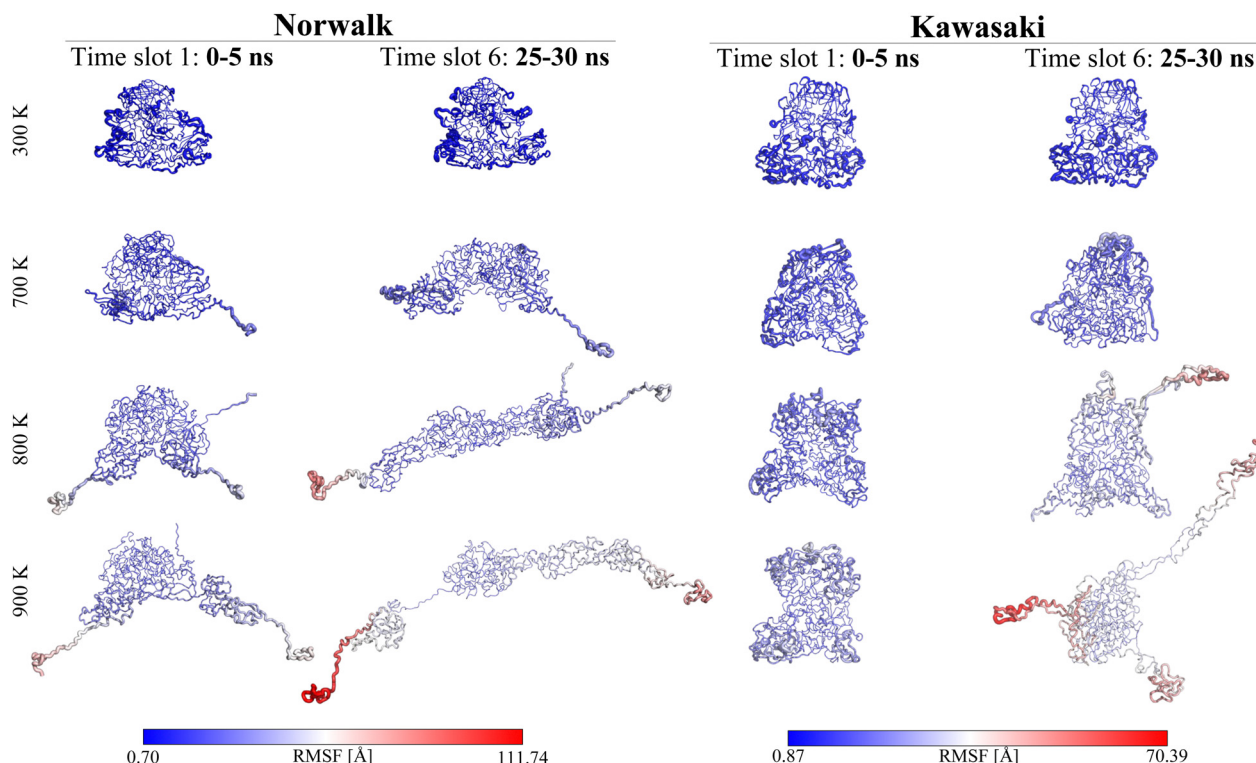 Norwalk
Kawasaki
Time slot 1: 0-5 ns
Time slot 6: 25-30 ns
Time slot 1: 0-5 ns
Time slot 6: 25-30 ns
300 K
700 K
800 K
900 K
0.70
RMSF [Å]
111.74
0.87
RMSF [Å]
70.39